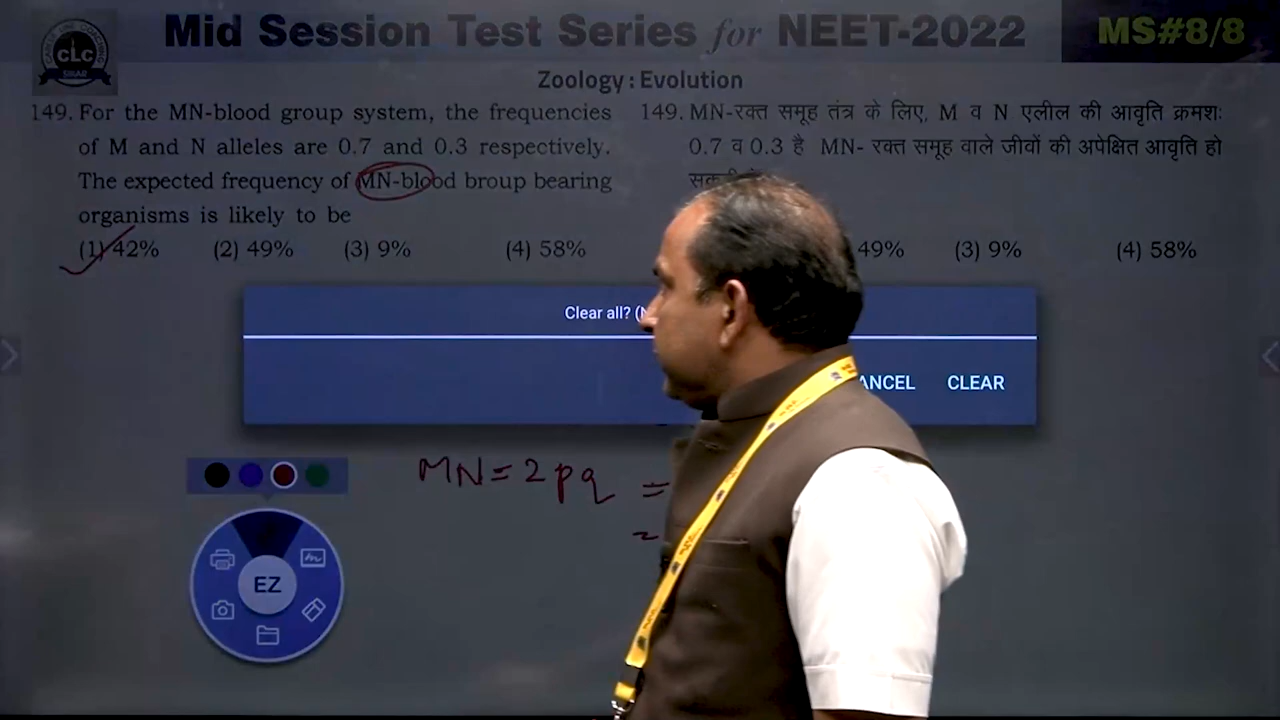 CLC
SIKAR
Mid Session Test Series for NEET-2022
MS#8/8
Zoology : Evolution
149. For the MN-blood group system, the frequencies
of M and N alleles are 0.7 and 0.3 respectively.
The expected frequency of MN-blood broup bearing
organisms is likely to be
(1) 42% (2) 49% (3) 9% (4) 58%
149. MN-रक्त समूह तंत्र के लिए, M व N एलील की आवृति क्रमशः
0.7 व 0.3 है MN- रक्त समूह वाले जीवों की अपेक्षित आवृति हो
49% (3) 9% (4) 58%
Clear all?
CLEAR
MN = 2pq =
=
EZ